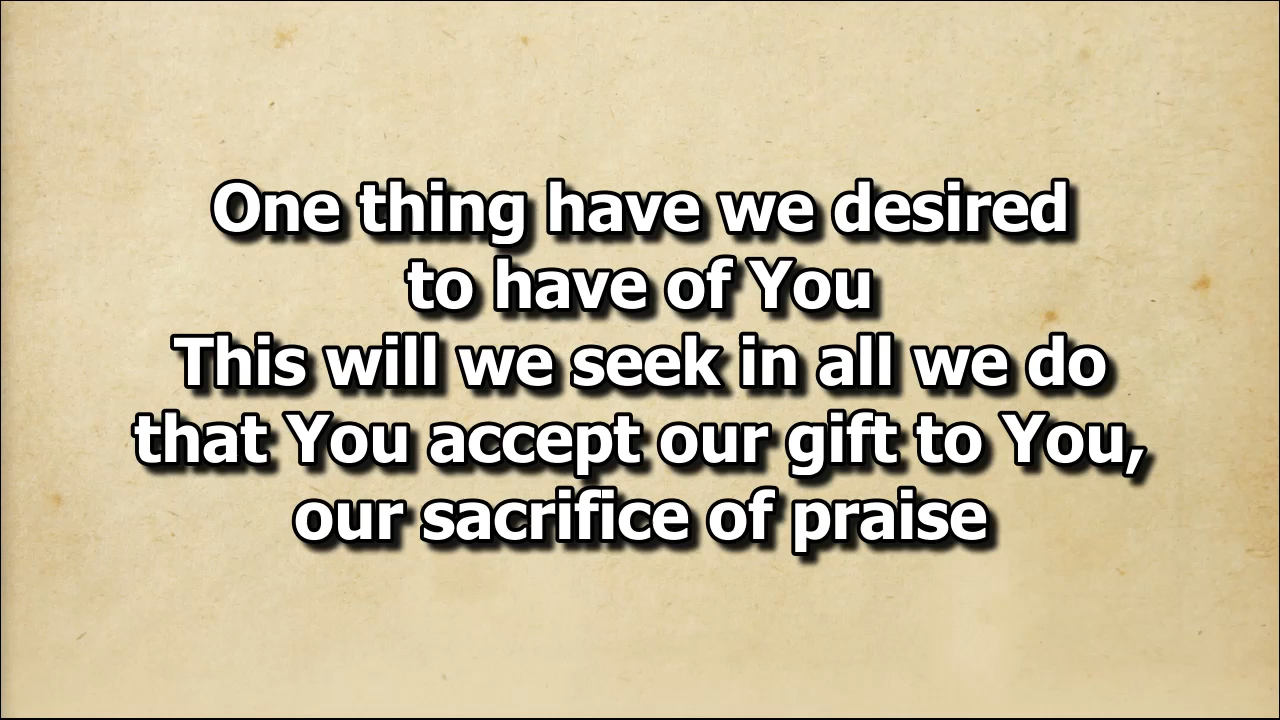 One thing have we desired
to have of You
This will we seek in all we do
that You accept our gift to You,
our sacrifice of praise